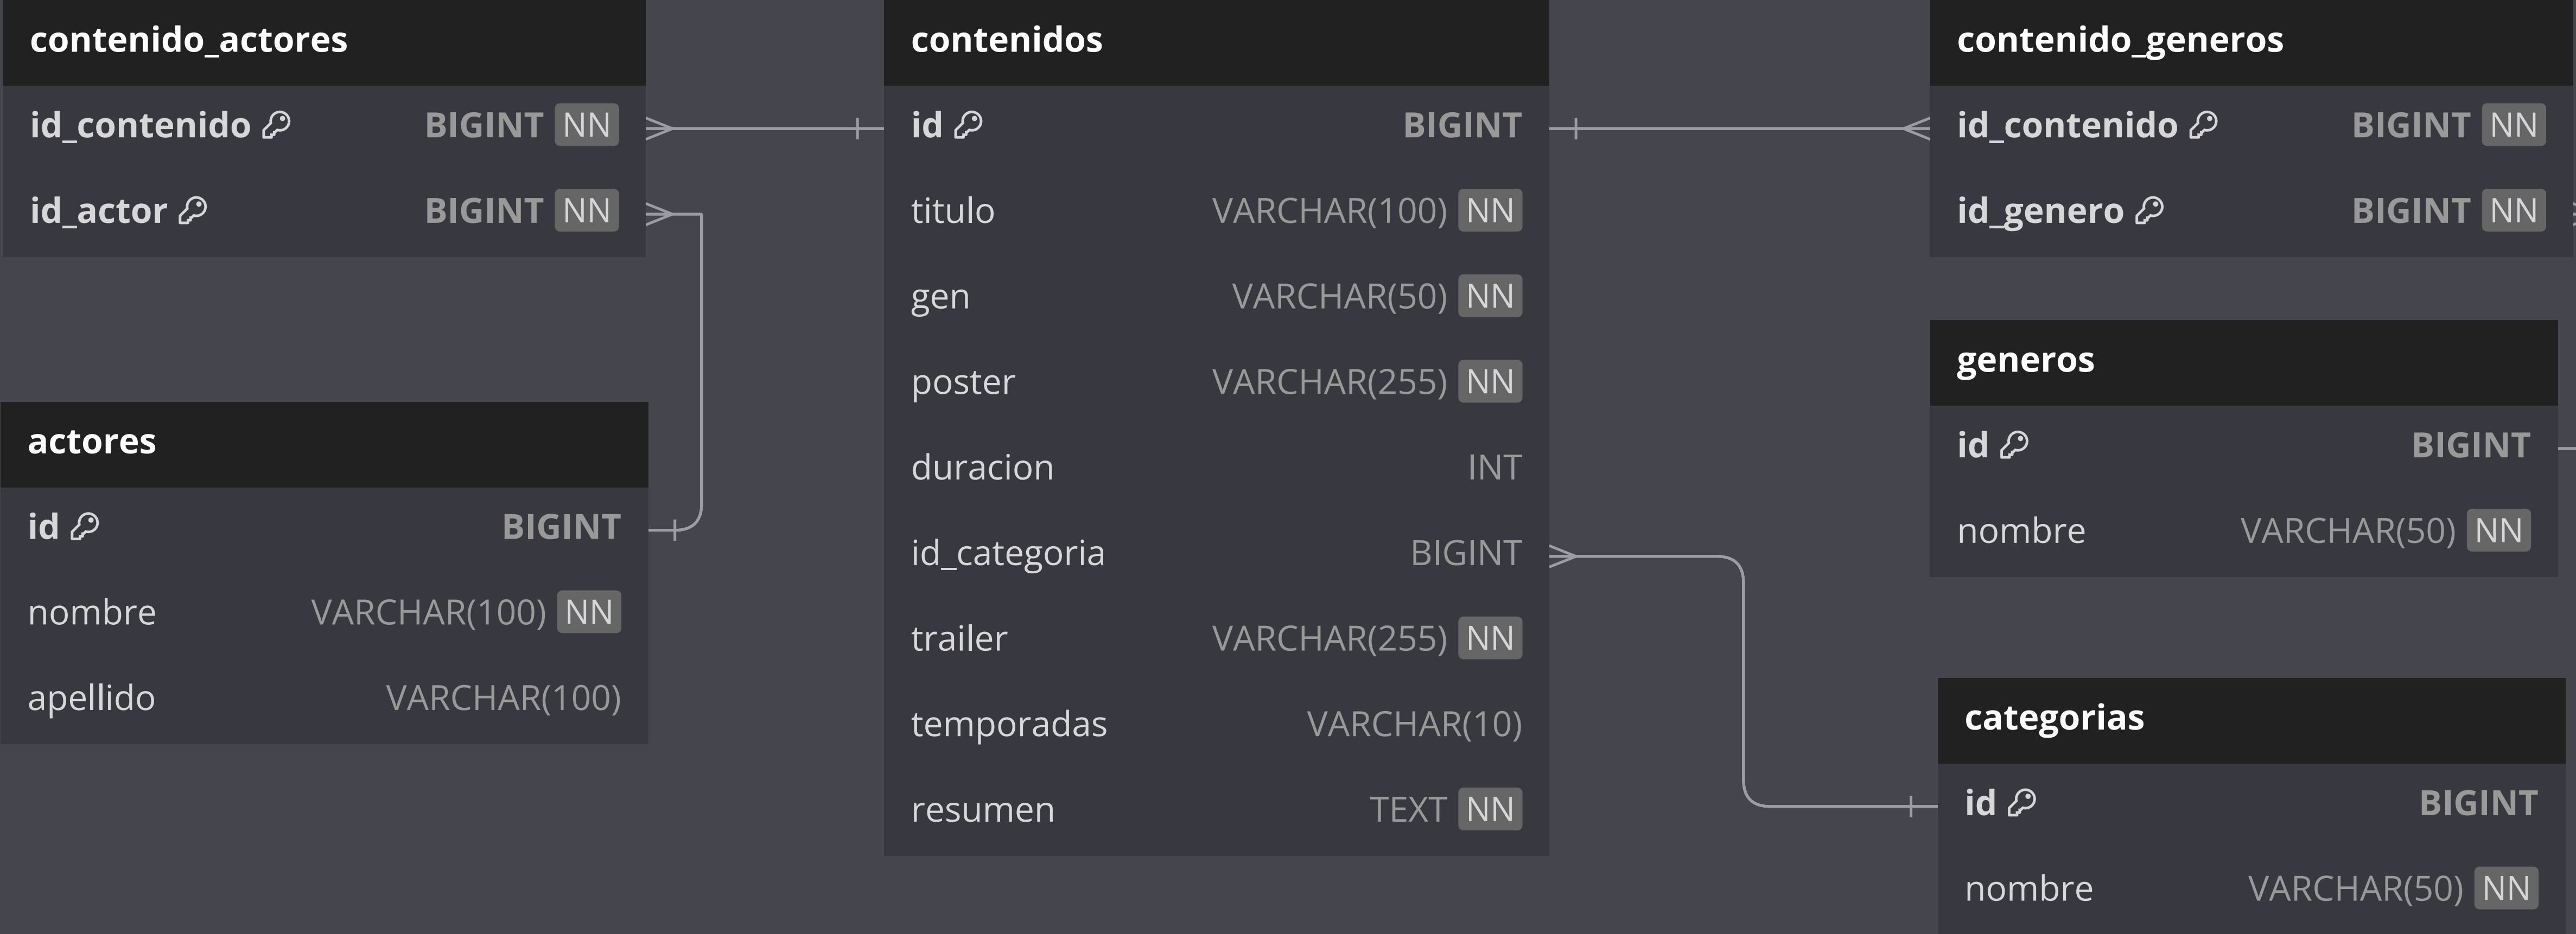 contenido_actores
id_contenido BIGINT NN
id_actor BIGINT NN
actores
id BIGINT
nombre VARCHAR(100) NN
apellido VARCHAR(100)
contenidos
id BIGINT
titulo VARCHAR(100) NN
gen VARCHAR(50) NN
poster VARCHAR(255) NN
duracion INT
id_categoria BIGINT
trailer VARCHAR(255) NN
temporadas VARCHAR(10)
resumen TEXT NN
contenido_generos
id_contenido BIGINT NN
id_genero BIGINT NN
generos
id BIGINT
nombre VARCHAR(50) NN
categorias
id BIGINT
nombre VARCHAR(50) NN